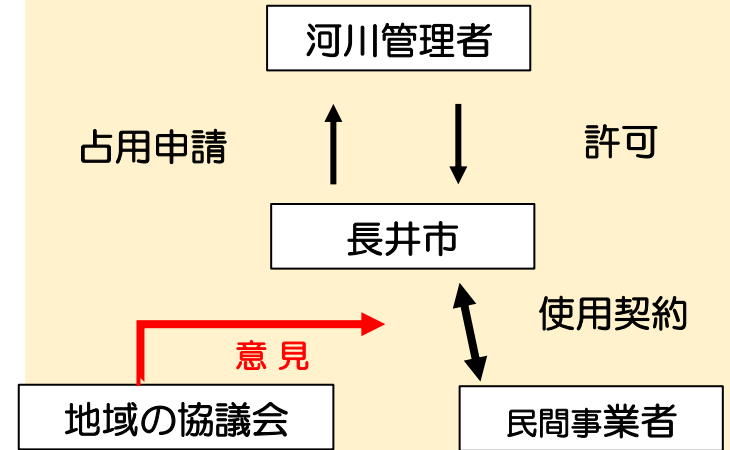 河川管理者
占用申請
許可
長井市
使用契約
意見
地域の協議会
民間事業者